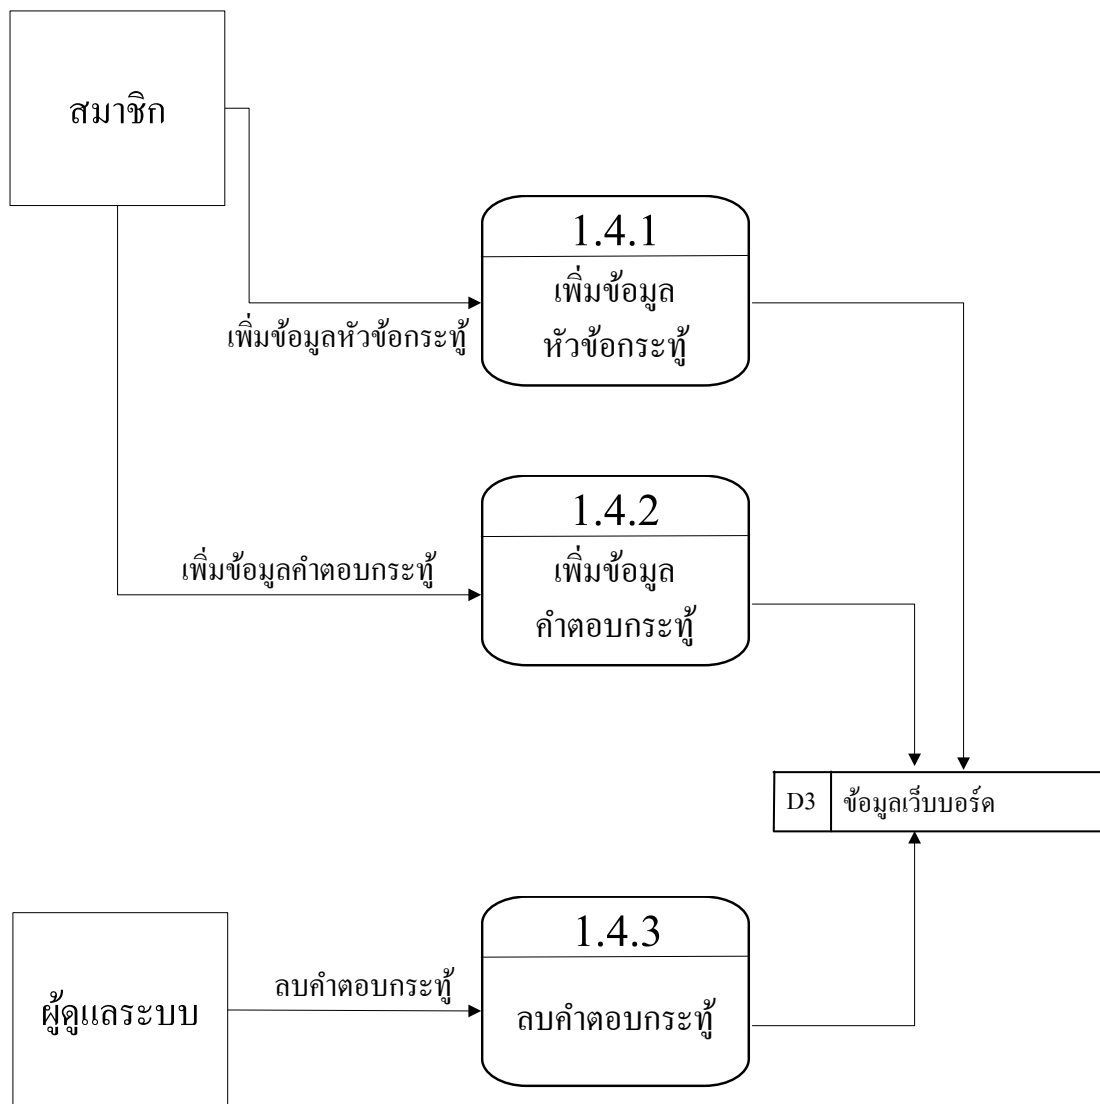 สมาชิก
1.4.1
เพิ่มข้อมูล
หัวข้อกระทู้
เพิ่มข้อมูลหัวข้อกระทู้
1.4.2
เพิ่มข้อมูล
คำตอบกระทู้
เพิ่มข้อมูลคำตอบกระทู้
D3 ข้อมูลเว็บบอร์ด
1.4.3
ลบคำตอบกระทู้
ลบคำตอบกระทู้
ผู้ดูแลระบบ